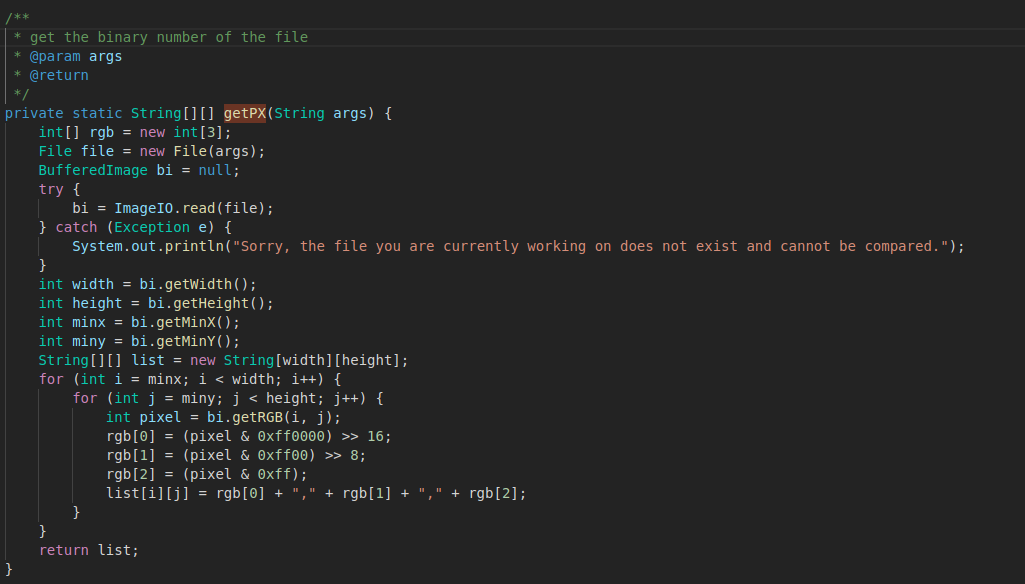 /**
 * get the binary number of the file
 * @param args
 * @return
 */
private static String[][] getPX(String args) {
    int[] rgb = new int[3];
    File file = new File(args);
    BufferedImage bi = null;
    try {
        bi = ImageIO.read(file);
    } catch (Exception e) {
        System.out.println("Sorry, the file you are currently working on does not exist and cannot be compared.");
    }
    int width = bi.getWidth();
    int height = bi.getHeight();
    int minx = bi.getMinX();
    int miny = bi.getMinY();
    String[][] list = new String[width][height];
    for (int i = minx; i < width; i++) {
        for (int j = miny; j < height; j++) {
            int pixel = bi.getRGB(i, j);
            rgb[0] = (pixel & 0xff0000) >> 16;
            rgb[1] = (pixel & 0xff00) >> 8;
            rgb[2] = (pixel & 0xff);
            list[i][j] = rgb[0] + "," + rgb[1] + "," + rgb[2];
        }
    }
    return list;
}